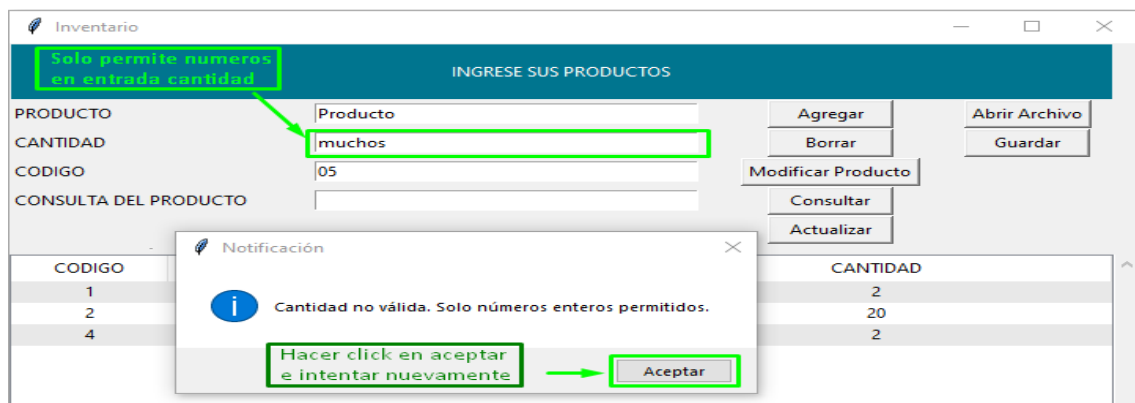 Inventario
Solo permite numeros
en entrada cantidad
INGRESE SUS PRODUCTOS
PRODUCTO Producto Agregar Abrir Archivo
CANTIDAD muchos Borrar Guardar
CODIGO 05 Modificar Producto
CONSULTA DEL PRODUCTO Consultar
Actualizar
Notificación
CODIGO CANTIDAD
1 2
2 20
4 2
Cantidad no válida. Solo números enteros permitidos.
Hacer click en aceptar
e intentar nuevamente
Aceptar